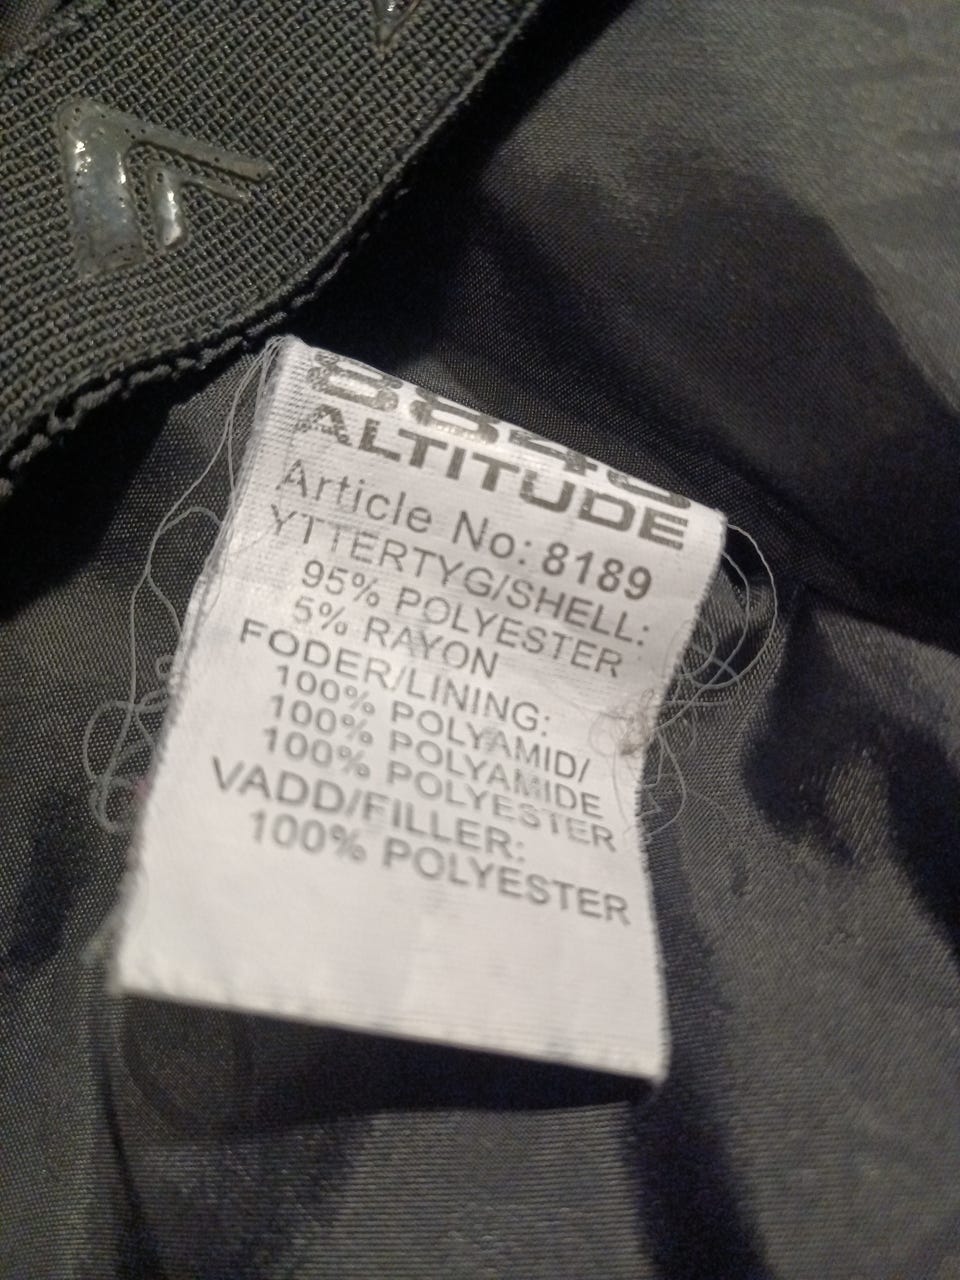 8848
ALTITUDE
Article No: 8189
YTTERTYG/SHELL:
95% POLYESTER
5% RAYON
FODER/LINING:
100% POLYAMID/
100% POLYAMIDE
100% POLYESTER
VADD/FILLER:
100% POLYESTER